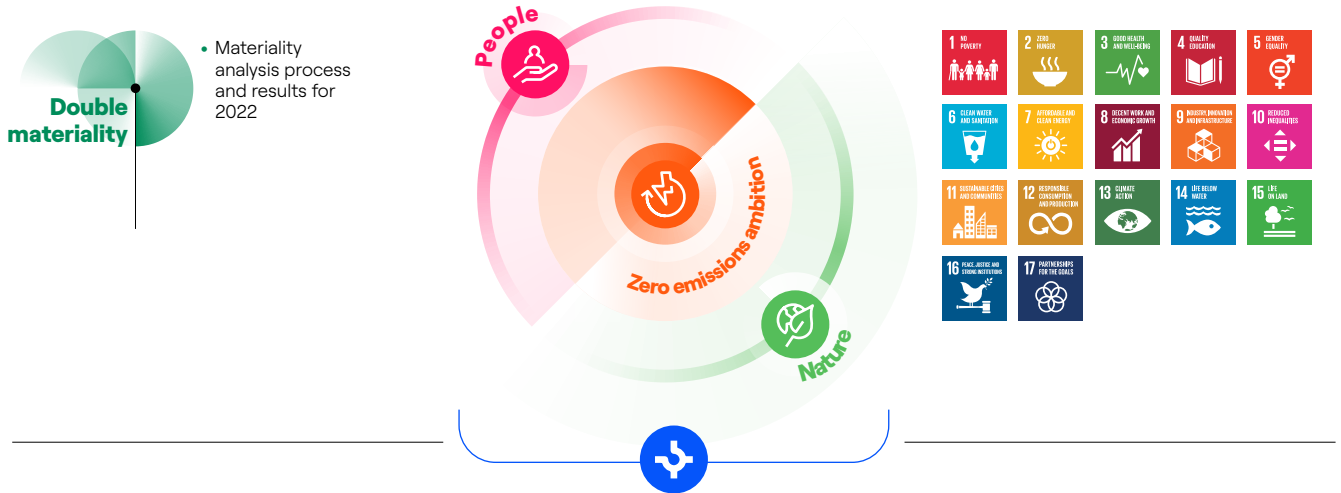 Double
materiality
• Materiality
analysis process
and results for
2022
People
Zero emissions ambition
Nature
1 NO
POVERTY
2 ZERO
HUNGER
3 GOOD HEALTH
AND WELL-BEING
4 QUALITY
EDUCATION
5 GENDER
EQUALITY
6 CLEAN WATER
AND SANITATION
7 AFFORDABLE AND
CLEAN ENERGY
8 DECENT WORK AND
ECONOMIC GROWTH
9 INDUSTRY, INNOVATION
AND INFRASTRUCTURE
10 REDUCED
INEQUALITIES
11 SUSTAINABLE CITIES
AND COMMUNITIES
12 RESPONSIBLE
CONSUMPTION
AND PRODUCTION
13 CLIMATE
ACTION
14 LIFE BELOW
WATER
15 LIFE
ON LAND
16 PEACE, JUSTICE AND
STRONG INSTITUTIONS
17 PARTNERSHIPS
FOR THE GOALS